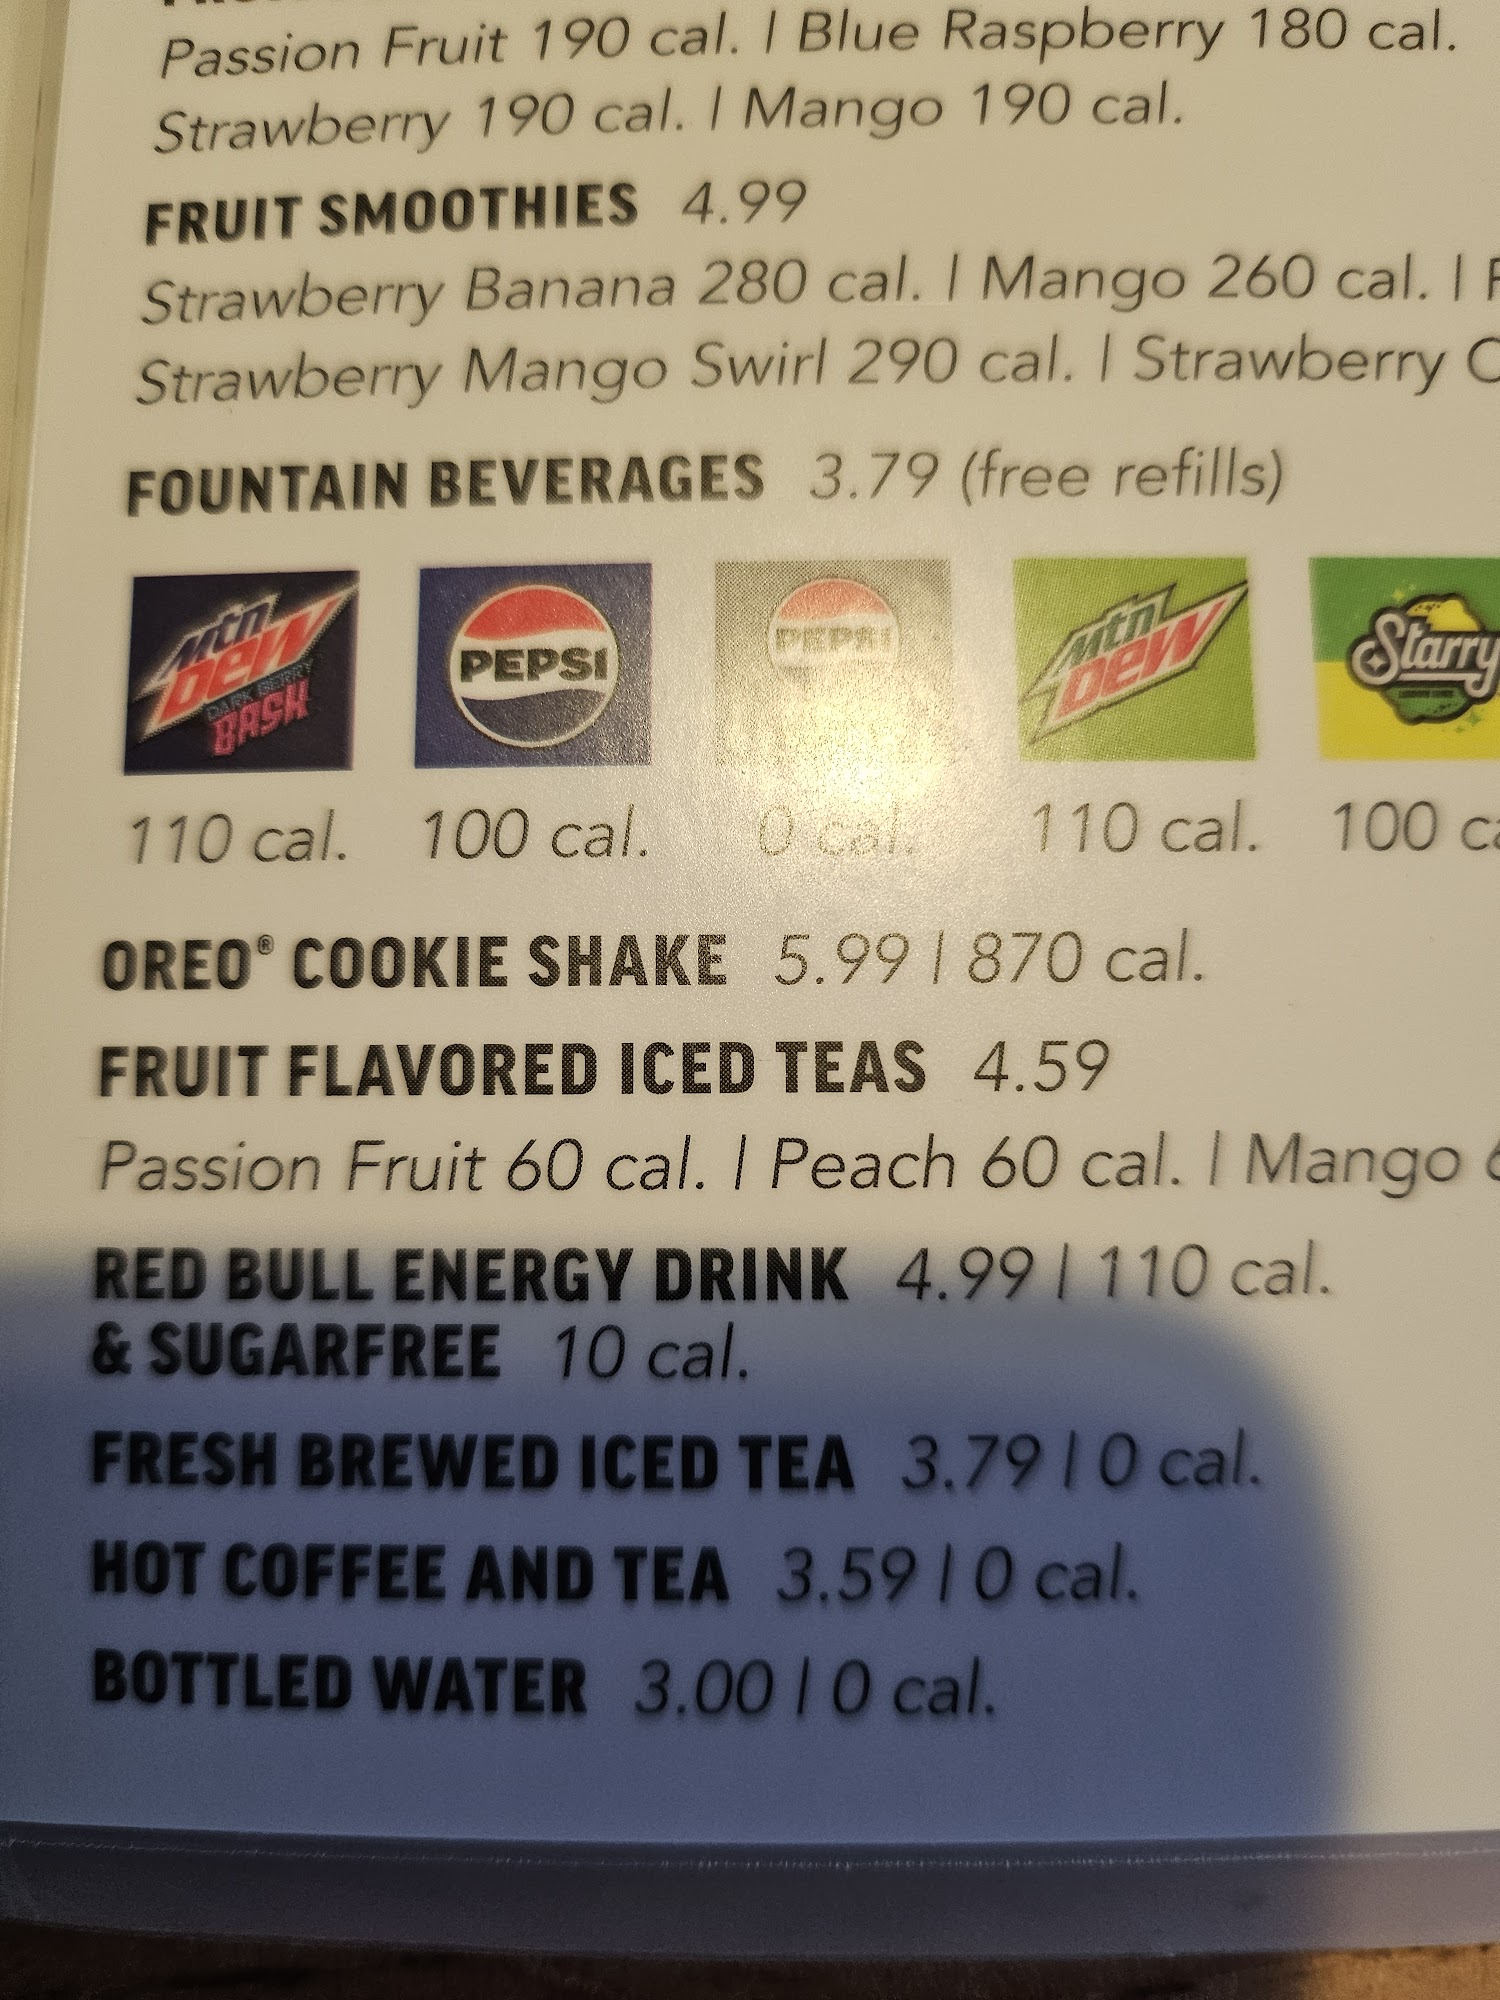 Passion Fruit 190 cal. | Blue Raspberry 180 cal.
Strawberry 190 cal. | Mango 190 cal.
FRUIT SMOOTHIES 4.99
Strawberry Banana 280 cal. | Mango 260 cal. |
Strawberry Mango Swirl 290 cal. | Strawberry
FOUNTAIN BEVERAGES 3.79 (free refills)
Mtn DEW DARK BERRY BASH
PEPSI
PEPSI
Mtn DEW
Starry
110 cal. 100 cal. 0 cal. 110 cal. 100
OREO® COOKIE SHAKE 5.99 | 870 cal.
FRUIT FLAVORED ICED TEAS 4.59
Passion Fruit 60 cal. | Peach 60 cal. | Mango
RED BULL ENERGY DRINK 4.99 | 110 cal.
& SUGARFREE 10 cal.
FRESH BREWED ICED TEA 3.79 | 0 cal.
HOT COFFEE AND TEA 3.59 | 0 cal.
BOTTLED WATER 3.00 | 0 cal.